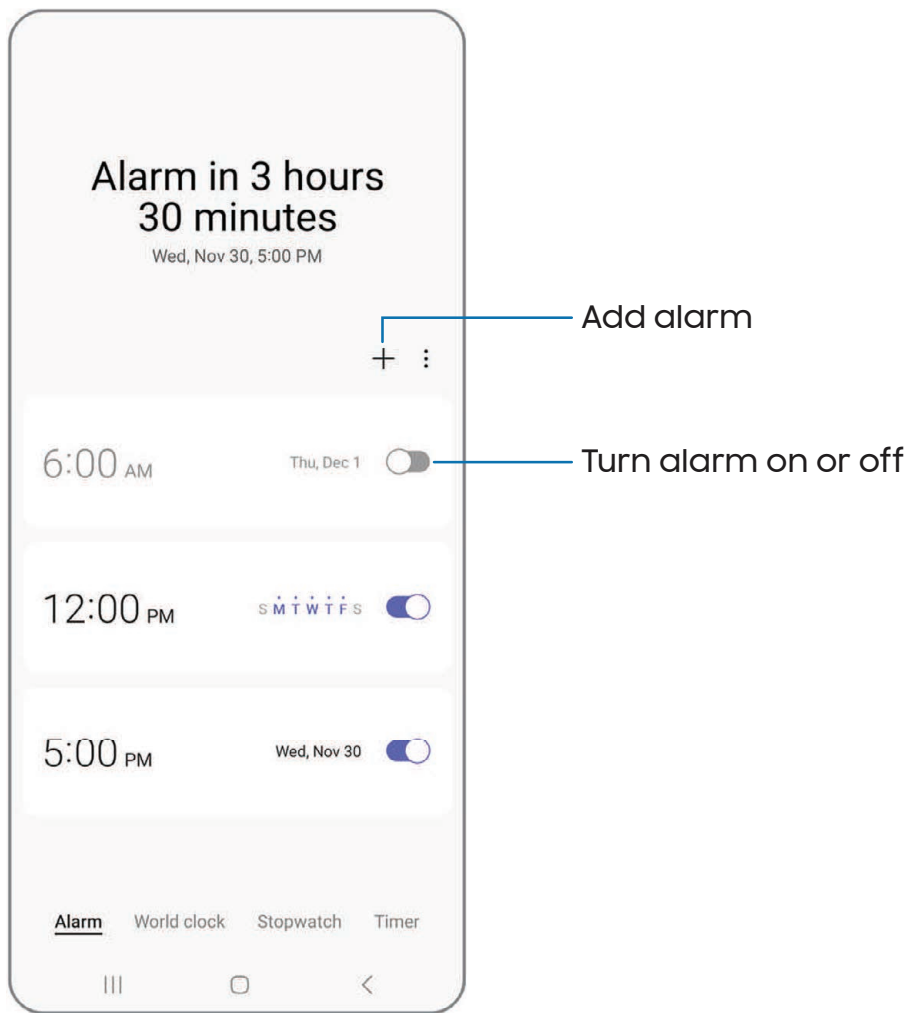 Alarm in 3 hours
30 minutes
Wed, Nov 30, 5:00 PM
Add alarm
6:00 AM Thu, Dec 1
Turn alarm on or off
12:00 PM S M T W T F S
5:00 PM Wed, Nov 30
Alarm World clock Stopwatch Timer